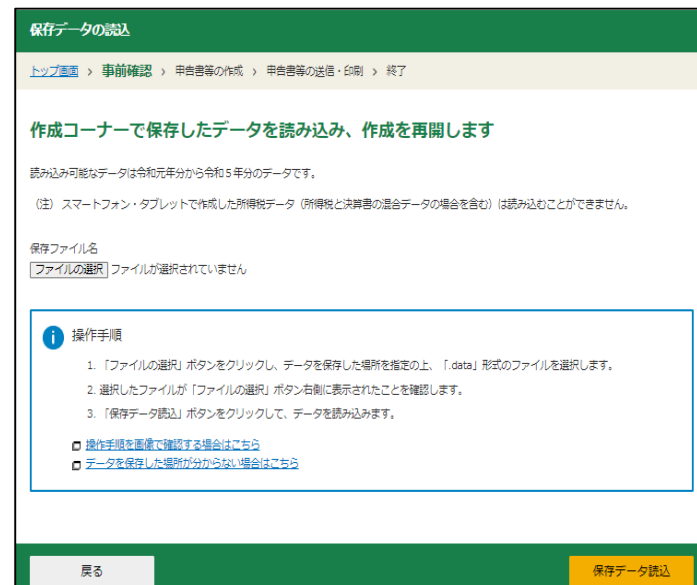 保存データの読込
トップ画面 › 事前確認 › 申告書等の作成 › 申告書等の送信・印刷 › 終了
作成コーナーで保存したデータを読み込み、作成を再開します
読み込み可能なデータは令和元年分から令和5年分のデータです。
(注) スマートフォン・タブレットで作成した所得税データ(所得税と決算書の混合データの場合を含む)は読み込むことができません。
保存ファイル名
ファイルの選択 ファイルが選択されていません
操作手順
1. 「ファイルの選択」ボタンをクリックし、データを保存した場所を指定の上、「.data」形式のファイルを選択します。
2. 選択したファイルが「ファイルの選択」ボタン右側に表示されたことを確認します。
3. 「保存データ読込」ボタンをクリックして、データを読み込みます。
操作手順を画像で確認する場合はこちら
データを保存した場所が分からない場合はこちら
戻る
保存データ読込